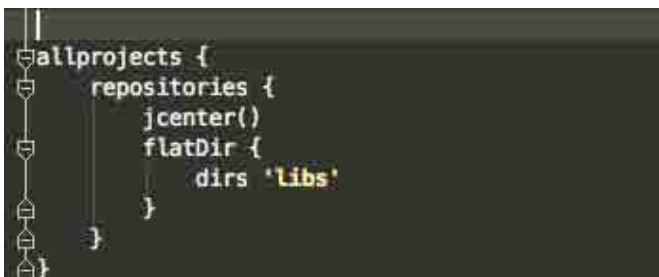 allprojects {
    repositories {
        jcenter()
        flatDir {
            dirs 'libs'
        }
    }
}